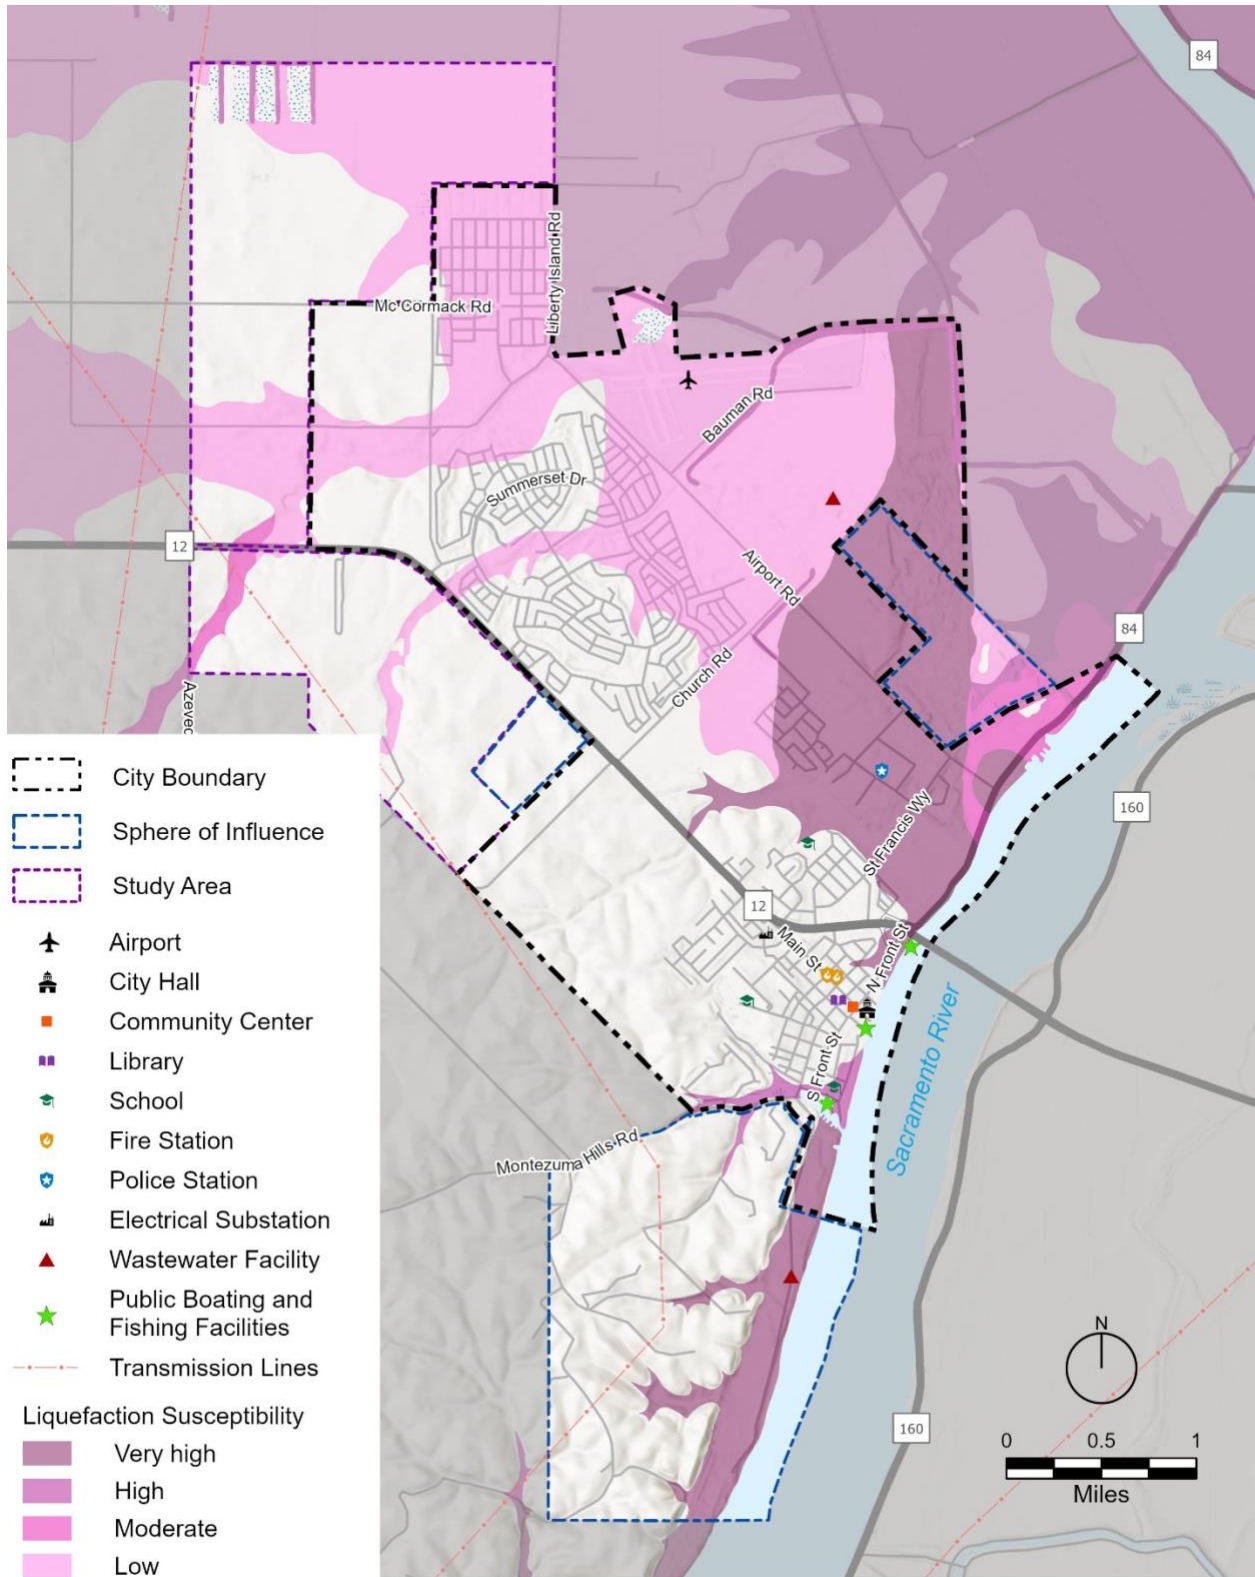 84
Liberty Island Rd
Mc Cormack Rd
Bauman Rd
Summerset Dr
12
Airport Rd
84
Church Rd
Azevec
160
St Francis Wy
12
Main St
N Front St
S Front St
Sacramento River
Montezuma Hills Rd
City Boundary
Sphere of Influence
Study Area
Airport
City Hall
Community Center
Library
School
Fire Station
Police Station
Electrical Substation
Wastewater Facility
Public Boating and
Fishing Facilities
Transmission Lines
Liquefaction Susceptibility
Very high
High
Moderate
Low
N
160
0 0.5 1
Miles